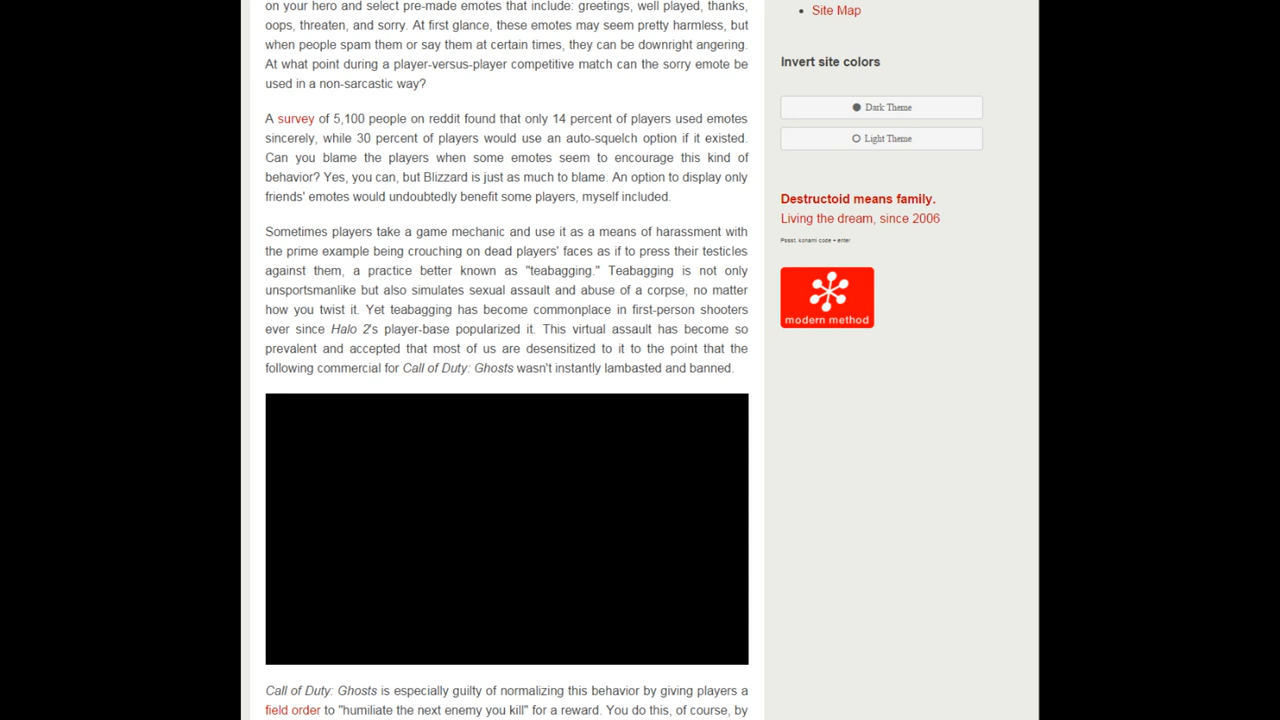 on your hero and select pre-made emotes that include: greetings, well played, thanks,
oops, threaten, and sorry. At first glance, these emotes may seem pretty harmless, but
when people spam them or say them at certain times, they can be downright angering.
At what point during a player-versus-player competitive match can the sorry emote be
used in a non-sarcastic way?
A survey of 5,100 people on reddit found that only 14 percent of players used emotes
sincerely, while 30 percent of players would use an auto-squelch option if it existed.
Can you blame the players when some emotes seem to encourage this kind of
behavior? Yes, you can, but Blizzard is just as much to blame. An option to display only
friends' emotes would undoubtedly benefit some players, myself included.
Sometimes players take a game mechanic and use it as a means of harassment with
the prime example being crouching on dead players' faces as if to press their testicles
against them, a practice better known as "teabagging." Teabagging is not only
unsportsmanlike but also simulates sexual assault and abuse of a corpse, no matter
how you twist it. Yet teabagging has become commonplace in first-person shooters
ever since Halo 2's player-base popularized it. This virtual assault has become so
prevalent and accepted that most of us are desensitized to it to the point that the
following commercial for Call of Duty: Ghosts wasn't instantly lambasted and banned.
Call of Duty: Ghosts is especially guilty of normalizing this behavior by giving players a
field order to "humiliate the next enemy you kill" for a reward. You do this, of course, by
Site Map
Invert site colors
Dark Theme
Light Theme
Destructoid means family.
Living the dream, since 2006
Pssst. konami code + enter
modern method